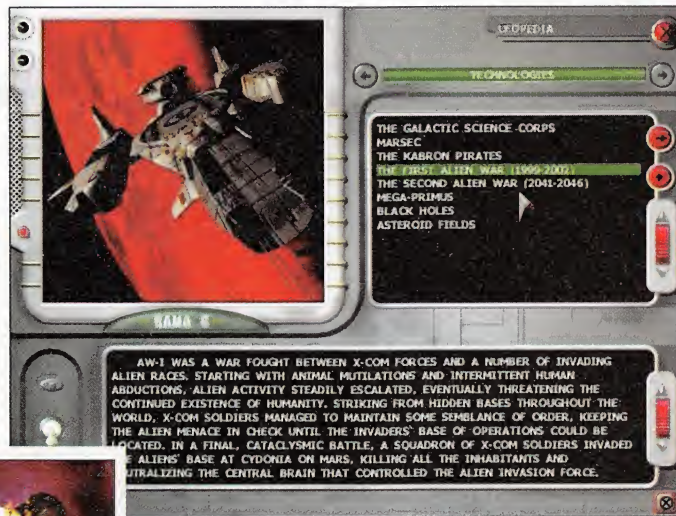 UFOPEDIA
TECHNOLOGIES
THE GALACTIC SCIENCE CORPS
MARSEC
THE KABRON PIRATES
THE FIRST ALIEN WAR (1999-2002)
THE SECOND ALIEN WAR (2041-2046)
MEGA-PRIMUS
BLACK HOLES
ASTEROID FIELDS
AW-I WAS A WAR FOUGHT BETWEEN X-COM FORCES AND A NUMBER OF INVADING
ALIEN RACES. STARTING WITH ANIMAL MUTILATIONS AND INTERMITTENT HUMAN
ABDUCTIONS, ALIEN ACTIVITY STEADILY ESCALATED, EVENTUALLY THREATENING THE
CONTINUED EXISTENCE OF HUMANITY. STRIKING FROM HIDDEN BASES THROUGHOUT THE
WORLD, X-COM SOLDIERS MANAGED TO MAINTAIN SOME SEMBLANCE OF ORDER, KEEPING
THE ALIEN MENACE IN CHECK UNTIL THE INVADERS' BASE OF OPERATIONS COULD BE
LOCATED. IN A FINAL, CATACLYSMIC BATTLE, A SQUADRON OF X-COM SOLDIERS INVADED
ALIENS' BASE AT CYDONIA ON MARS, KILLING ALL THE INHABITANTS AND
THE CENTRAL BRAIN THAT CONTROLLED THE ALIEN INVASION FORCE.